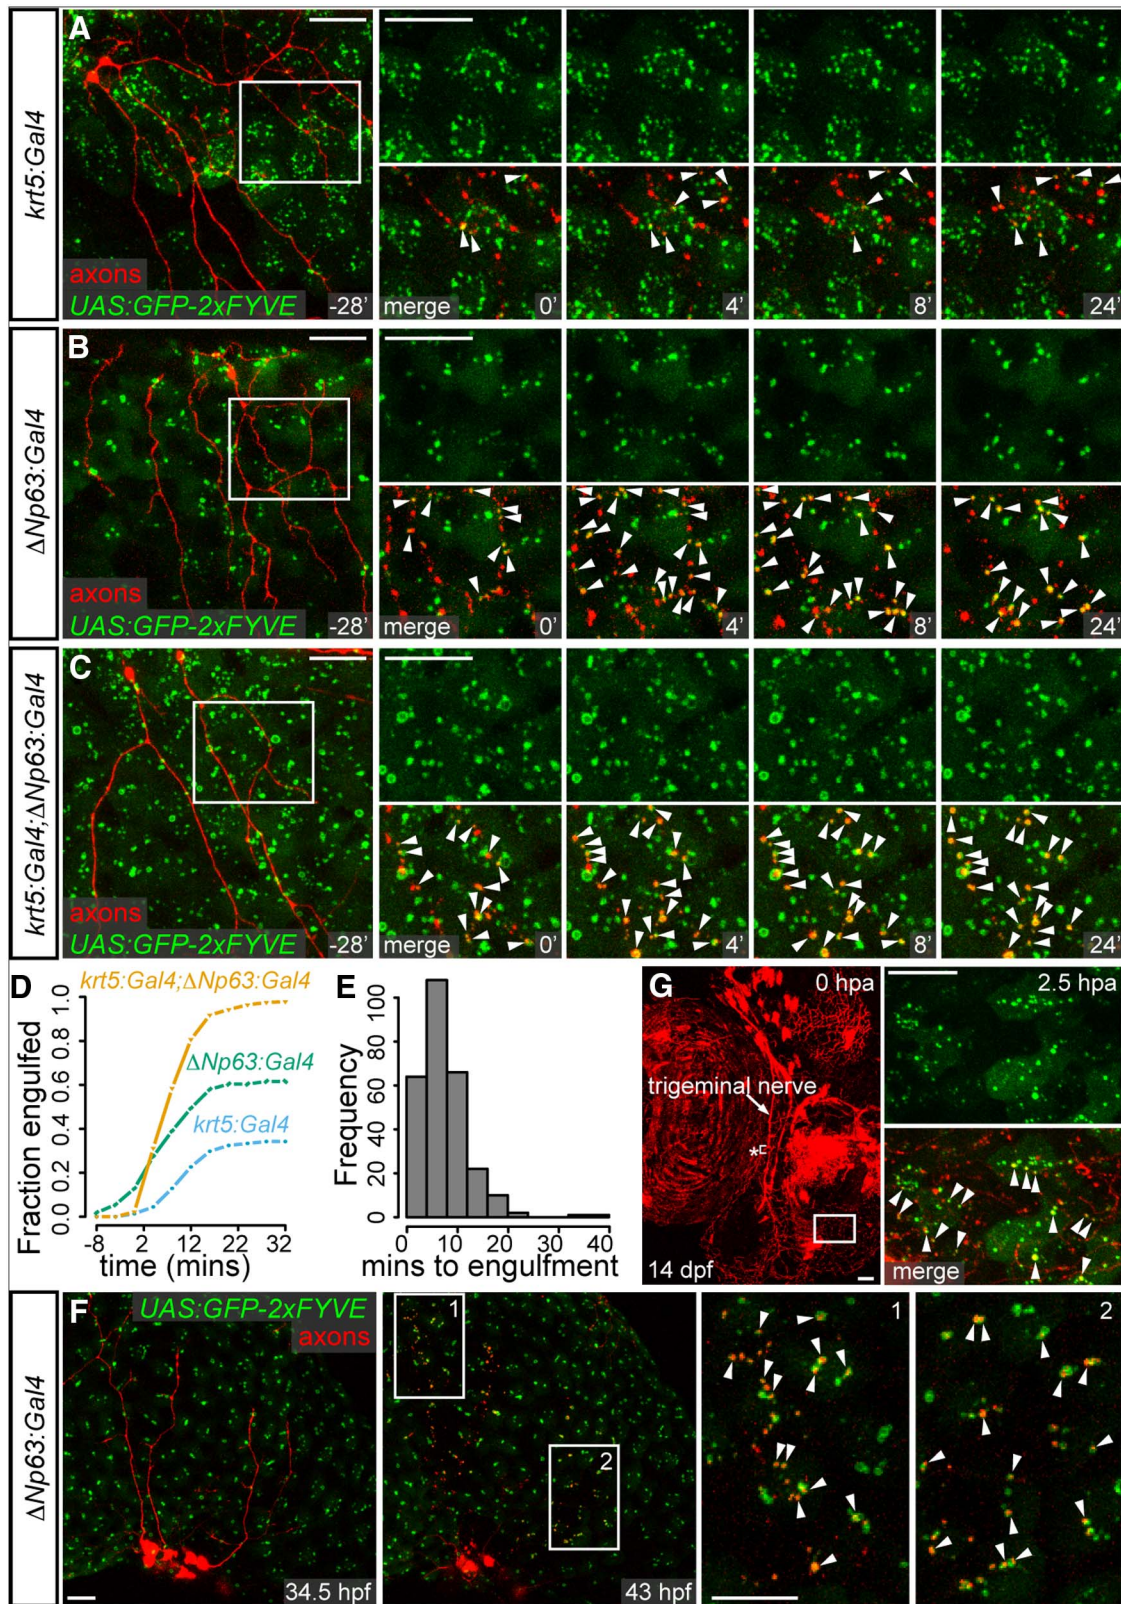 A
krt5:Gal4
axons
UAS:GFP-2xFYVE
-28’
merge
0’
4’
8’
24’
B
ΔNp63:Gal4
axons
UAS:GFP-2xFYVE
-28’
merge
0’
4’
8’
24’
C
krt5:Gal4;ΔNp63:Gal4
axons
UAS:GFP-2xFYVE
-28’
merge
0’
4’
8’
24’
D
krt5:Gal4;ΔNp63:Gal4
ΔNp63:Gal4
krt5:Gal4
Fraction engulfed
0.0 0.2 0.4 0.6 0.8 1.0
-8 2 12 22 32
time (mins)
E
Frequency
0 20 40 60 80 100
0 10 20 30 40
mins to engulfment
G
0 hpa
trigeminal nerve
*
14 dpf
2.5 hpa
merge
F
ΔNp63:Gal4
UAS:GFP-2xFYVE
axons
34.5 hpf
1
2
43 hpf
1
2